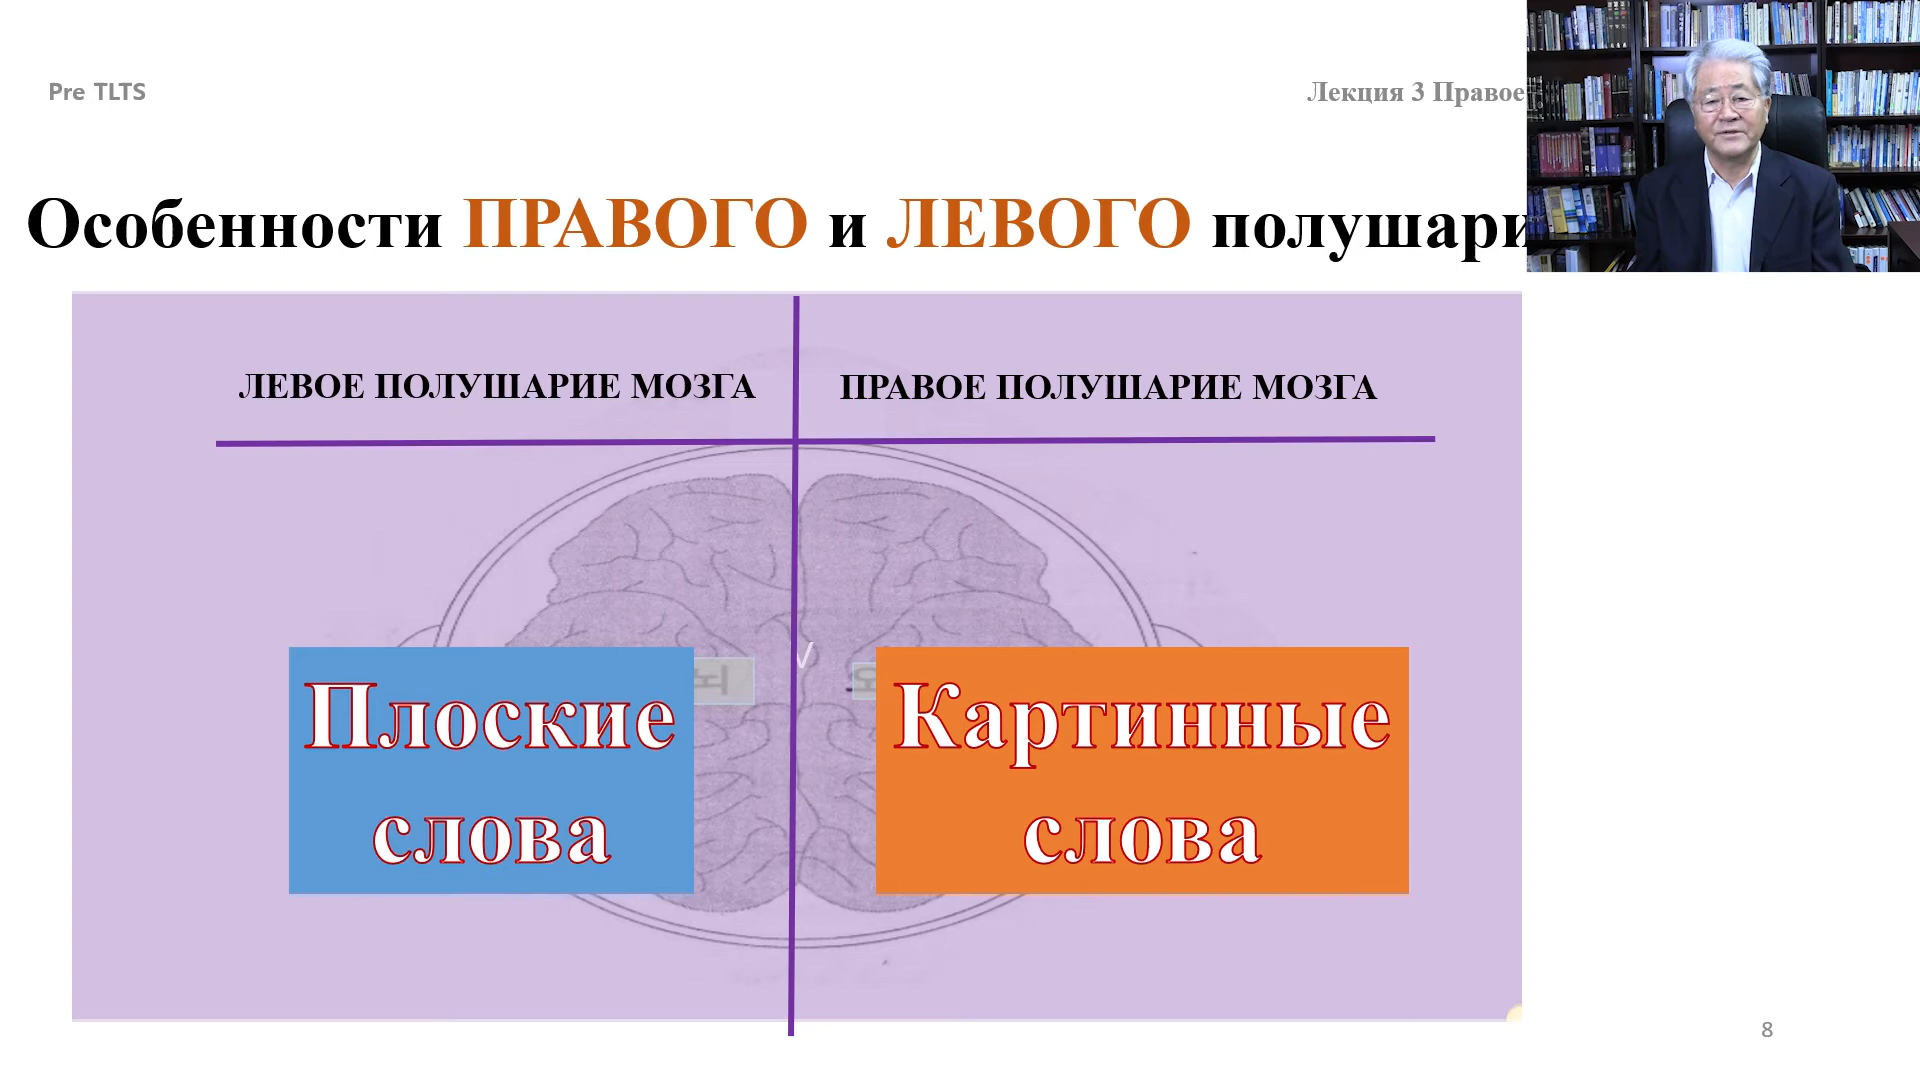 Pre TLTS
Лекция 3 Правое
Особенности ПРАВОГО и ЛЕВОГО полушари
ЛЕВОЕ ПОЛУШАРИЕ МОЗГА
ПРАВОЕ ПОЛУШАРИЕ МОЗГА
뇌
Плоские
слова
Картинные
слова
8